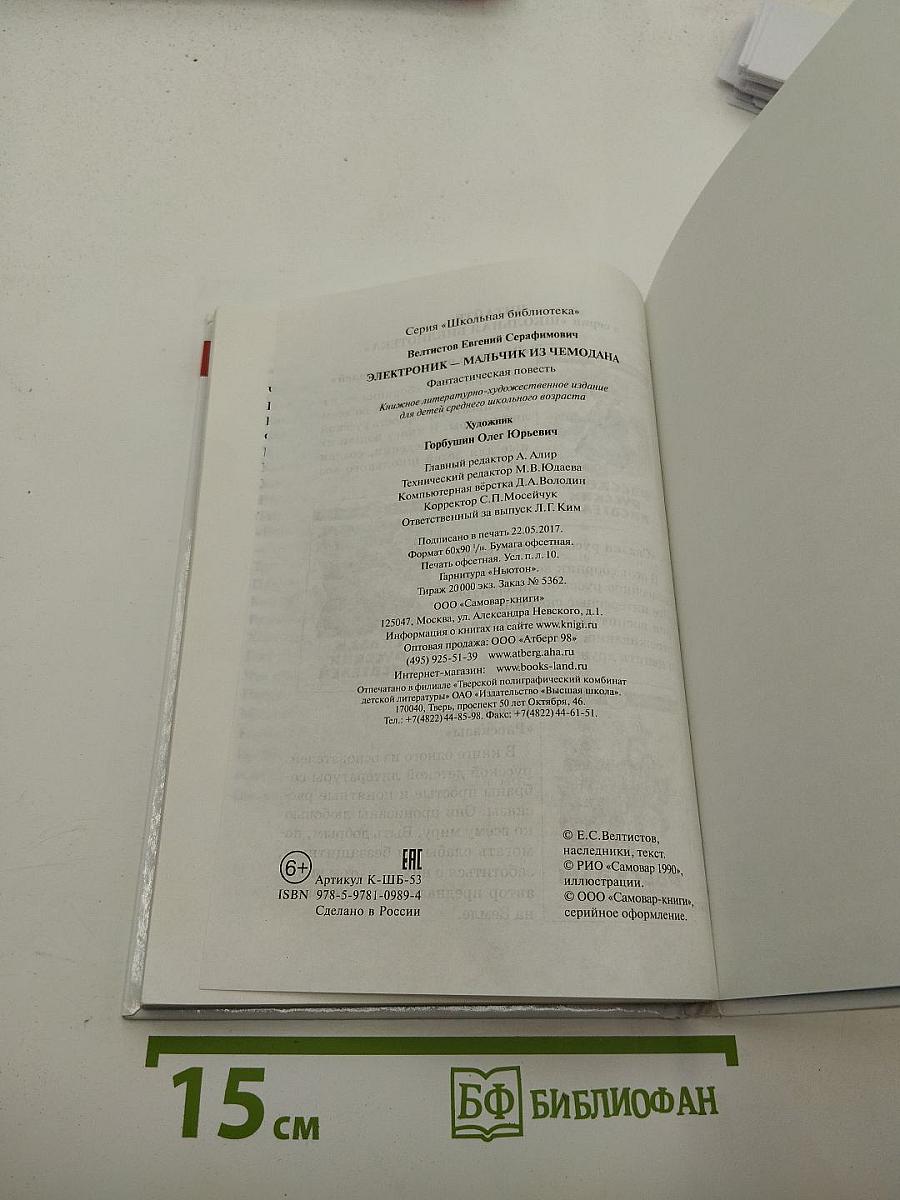 Серия «Школьная библиотека»
Велтистов Евгений Серафимович
ЭЛЕКТРОНИК — МАЛЬЧИК ИЗ ЧЕМОДАНА
Фантастическая повесть
Книжное литературно-художественное издание
для детей среднего школьного возраста
Художник
Горбушин Олег Юрьевич
Главный редактор А. Алир
Технический редактор М.В.Юдаева
Компьютерная вёрстка Д.А.Володин
Корректор С.П.Мосейчук
Ответственный за выпуск Л.Г.Ким
Подписано в печать 22.05.2017.
Формат 60х90 Бумага офсетная.
Печать офсетная. Усл. п. л. 10.
Гарнитура «Ньютон».
Тираж 20 000 экз. Заказ № 5362.
ООО «Самовар-книги»
125047, Москва, ул. Александра Невского, д.1.
Информация о книгах на сайте www.knigi.ru
Оптовая продажа: ООО «Атберг 98»
(495) 925-51-39 www.atberg.aha.ru
Интернет-магазин: www.books-land.ru
Отпечатано в филиале «Тверской полиграфический комбинат
детской литературы» ОАО «Издательство «Высшая школа».
170040, Тверь, проспект 50 лет Октября, 46.
Тел.: +7(4822) 44-85-98. Факс: +7(4822) 44-61-51.
6+ EAC
Артикул К-ШБ-53
ISBN 978-5-9781-0989-4
Сделано в России
© Е.С.Велтистов,
наследники, текст.
© РИО «Самовар 1990»,
иллюстрации.
© ООО «Самовар-книги»,
серийное оформление.
15 см
БФ БИБЛИОФАН